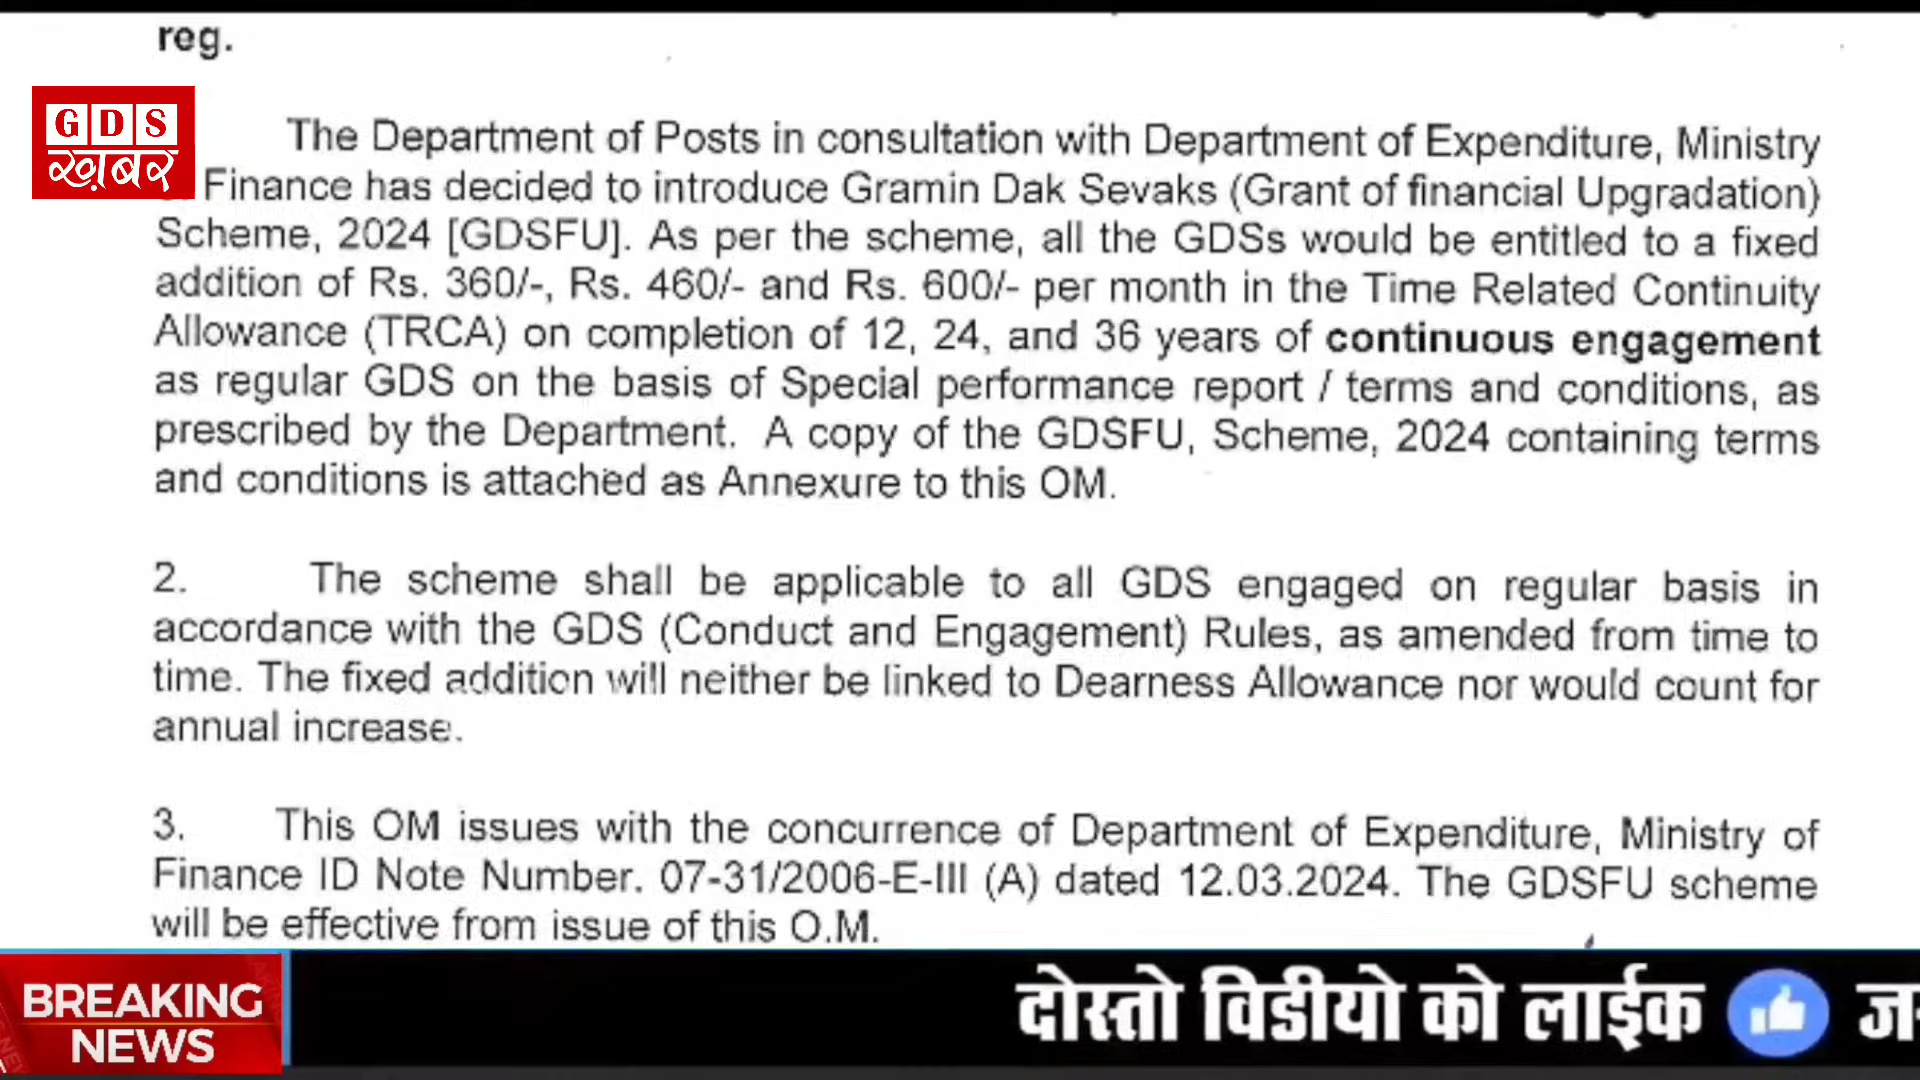 reg.
GDS
ख़बर
The Department of Posts in consultation with Department of Expenditure, Ministry
Finance has decided to introduce Gramin Dak Sevaks (Grant of financial Upgradation)
Scheme, 2024 [GDSFU]. As per the scheme, all the GDSs would be entitled to a fixed
addition of Rs. 360/-, Rs. 460/- and Rs. 600/- per month in the Time Related Continuity
Allowance (TRCA) on completion of 12, 24, and 36 years of continuous engagement
as regular GDS on the basis of Special performance report / terms and conditions, as
prescribed by the Department. A copy of the GDSFU, Scheme, 2024 containing terms
and conditions is attached as Annexure to this OM.
2. The scheme shall be applicable to all GDS engaged on regular basis in
accordance with the GDS (Conduct and Engagement) Rules, as amended from time to
time. The fixed addition will neither be linked to Dearness Allowance nor would count for
annual increase.
3. This OM issues with the concurrence of Department of Expenditure, Ministry of
Finance ID Note Number. 07-31/2006-E-III (A) dated 12.03.2024. The GDSFU scheme
will be effective from issue of this O.M.
BREAKING
NEWS
दोस्तो विडीयो को लाईक